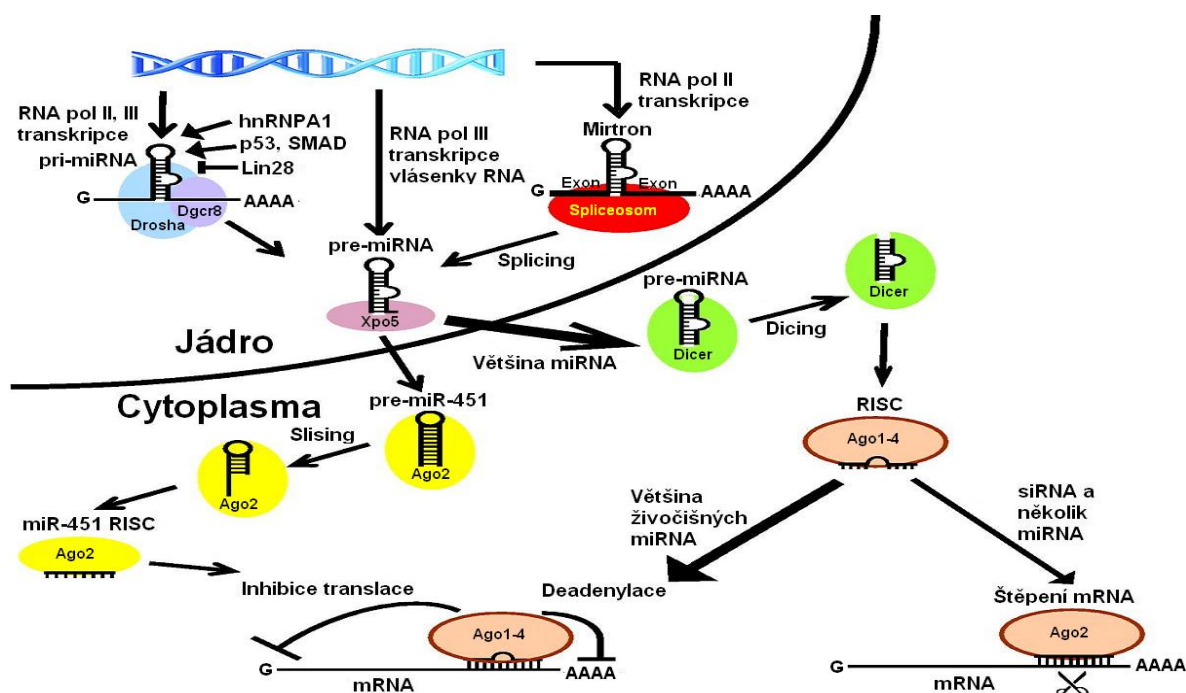 RNA pol II, III
transkripce
pri-miRNA
hnRNPA1
p53, SMAD
Lin28
G
AAAA
Dgcr8
Drosha
RNA pol III
transkripce
vlásenky RNA
RNA pol II
transkripce
Mirtron
G
Exon
Exon
AAAA
Spliceosom
Splicing
pre-miRNA
Xpo5
Jádro
Většina miRNA
pre-miRNA
Dicer
Dicing
Dicer
Cytoplasma
pre-miR-451
Ago2
Slising
Ago2
miR-451 RISC
Ago2
RISC
Ago1-4
Většina
živočišných
miRNA
siRNA a
několik
miRNA
Inhibice translace
Deadenylace
Ago1-4
G
AAAA
mRNA
Štěpení mRNA
Ago2
G
AAAA
mRNA